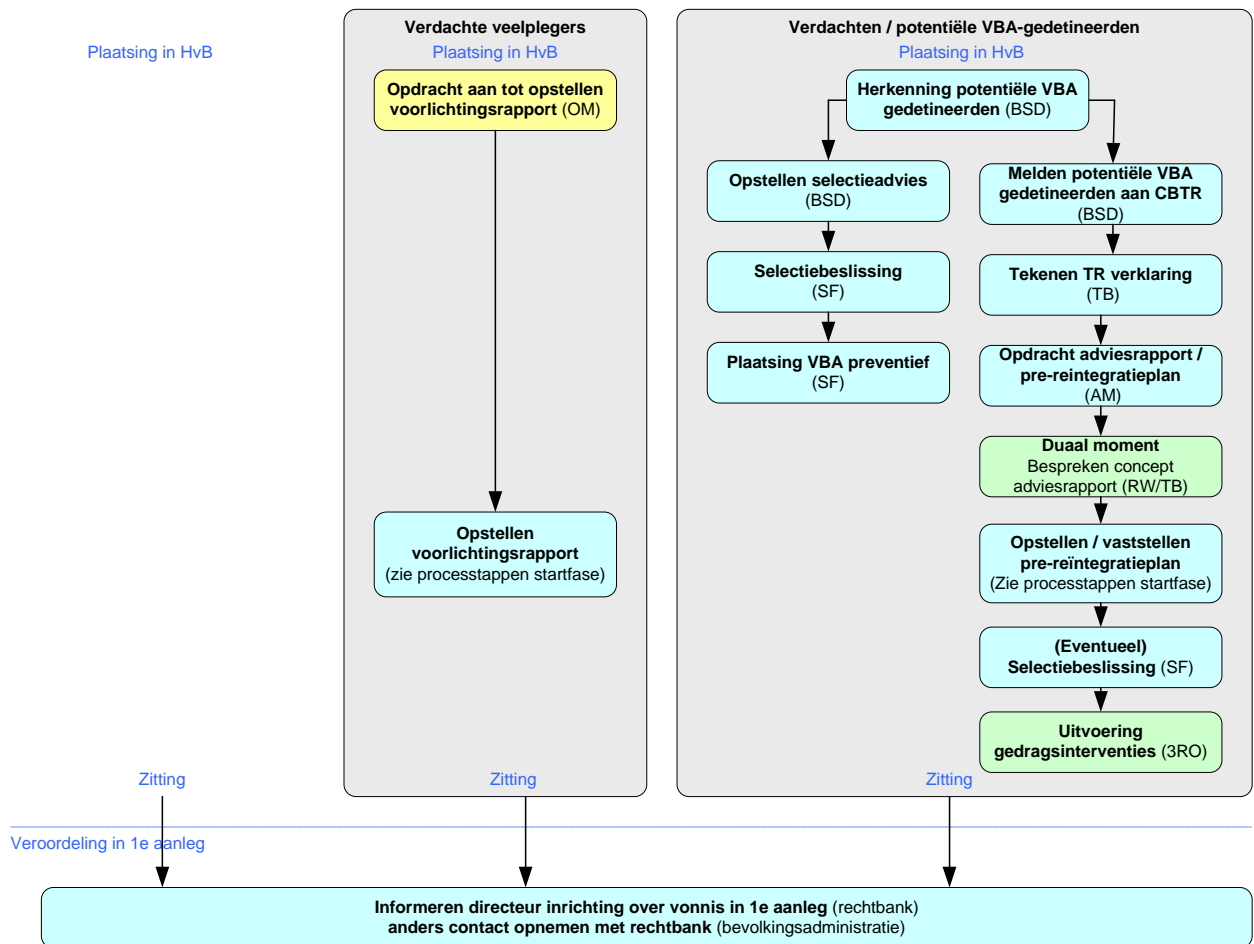 Plaatsing in HvB
Zitting
Verdachte veelplegers
Plaatsing in HvB
Opdracht aan tot opstellen
voorlichtingsrapport (OM)
Opstellen
voorlichtingsrapport
(zie processtappen startfase)
Zitting
Verdachten / potentiële VBA-gedetineerden
Plaatsing in HvB
Herkenning potentiële VBA
gedetineerden (BSD)
Opstellen selectieadvies
(BSD)
Selectiebeslissing
(SF)
Plaatsing VBA preventief
(SF)
Melden potentiële VBA
gedetineerden aan CBTR
(BSD)
Tekenen TR verklaring
(TB)
Opdracht adviesrapport /
pre-reintegratieplan
(AM)
Duaal moment
Bespreken concept
adviesrapport (RW/TB)
Opstellen / vaststellen
pre-reïntegratieplan
(Zie processtappen startfase)
(Eventueel)
Selectiebeslissing (SF)
Uitvoering
gedragsinterventies (3RO)
Zitting
Veroordeling in 1e aanleg
Informeren directeur inrichting over vonnis in 1e aanleg (rechtbank)
anders contact opnemen met rechtbank (bevolkingsadministratie)